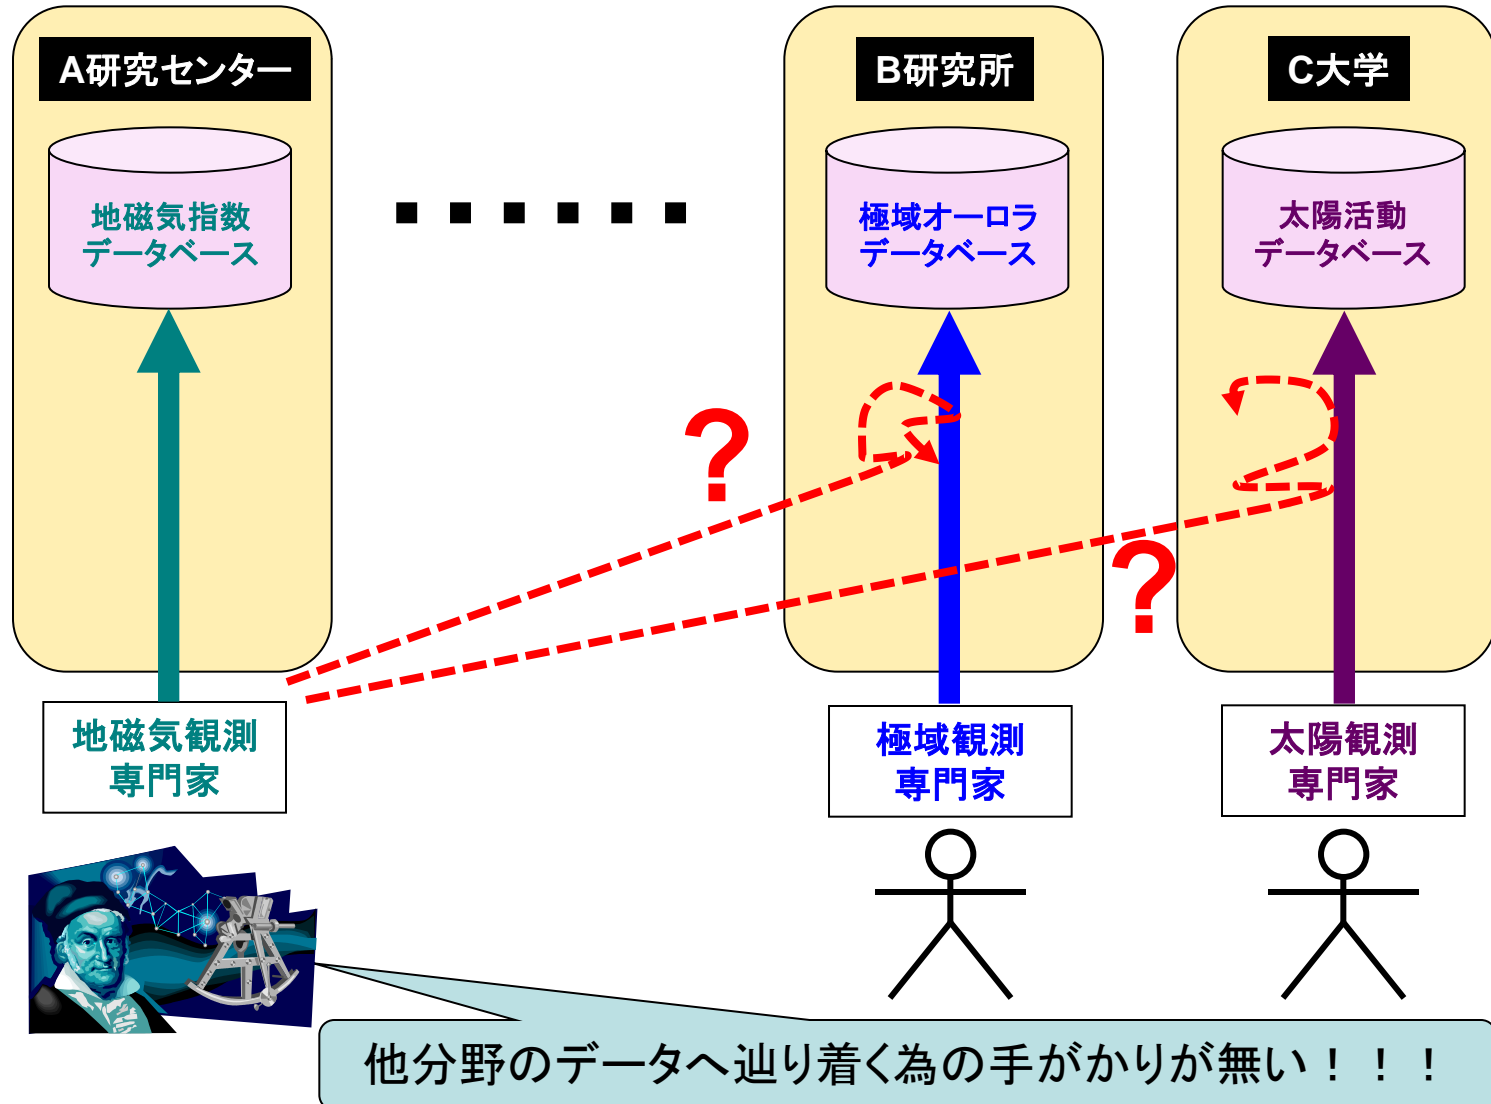 A研究センター
B研究所
C大学
地磁気指数
データベース
・・・・・・
極域オーロラ
データベース
太陽活動
データベース
?
?
地磁気観測
専門家
極域観測
専門家
太陽観測
専門家
他分野のデータへ辿り着く為の手がかりが無い！！！